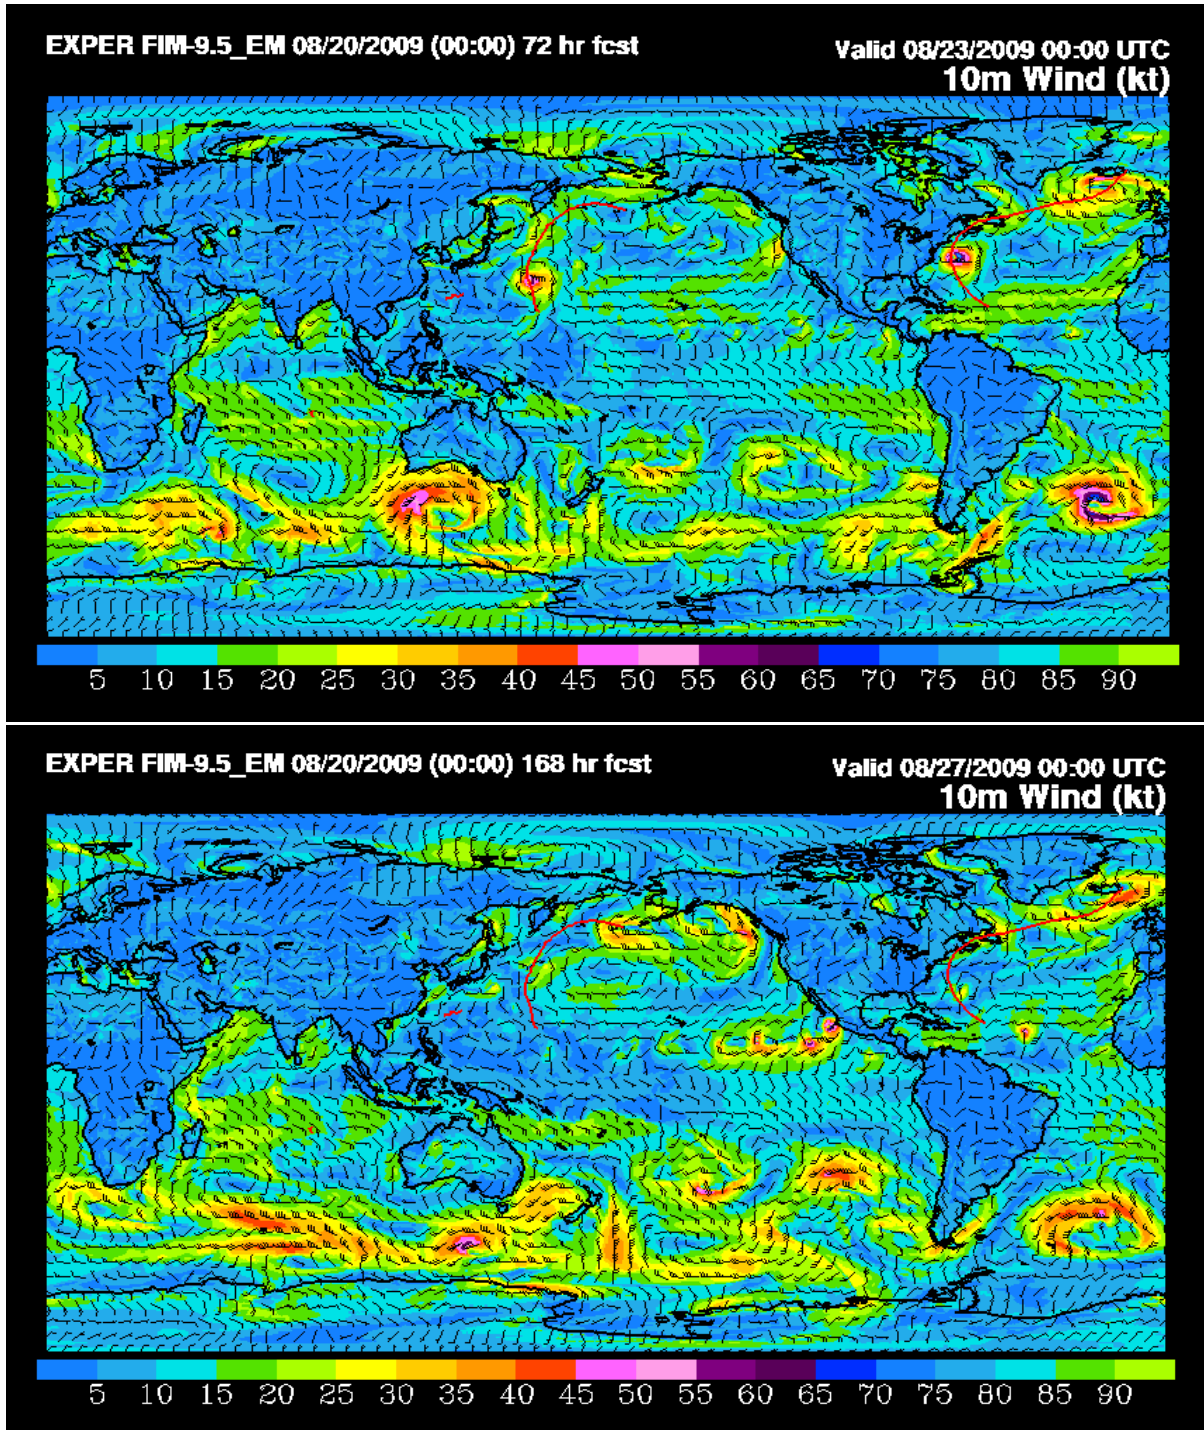 EXPER FIM-9.5_EM 08/20/2009 (00:00) 72 hr fcst
Valid 08/23/2009 00:00 UTC
10m Wind (kt)
5 10 15 20 25 30 35 40 45 50 55 60 65 70 75 80 85 90
EXPER FIM-9.5_EM 08/20/2009 (00:00) 168 hr fcst
Valid 08/27/2009 00:00 UTC
10m Wind (kt)
5 10 15 20 25 30 35 40 45 50 55 60 65 70 75 80 85 90